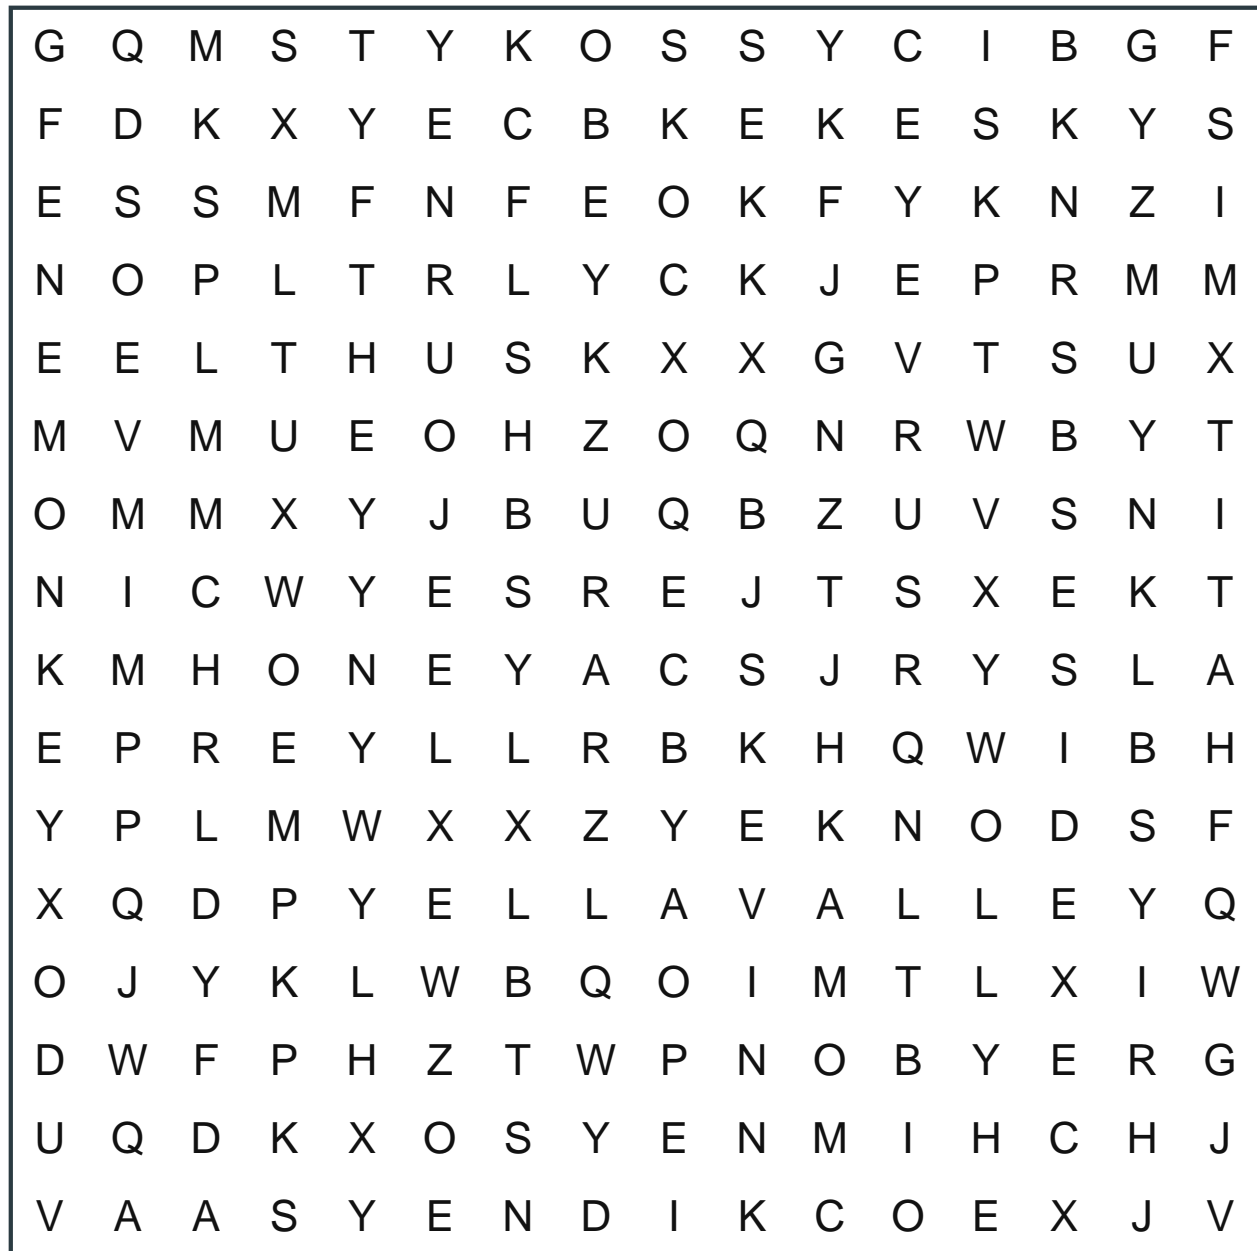 G Q M S T Y K O S S Y C I B G F
F D K X Y E C B K E K E S K Y S
E S S M F N F E O K F Y K N Z I
N O P L T R L Y C K J E P R M M
E E L T H U S K X X G V T S U X
M V M U E O H Z O Q N R W B Y T
O M M X Y J B U Q B Z U V S N I
N I C W Y E S R E J T S X E K T
K M H O N E Y A C S J R Y S L A
E P R E Y L L R B K H Q W I B H
Y P L M W X X Z Y E K N O D S F
X Q D P Y E L L A V A L L E Y Q
O J Y K L W B Q O I M T L X I W
D W F P H Z T W P N O B Y E R G
U Q D K X O S Y E N M I H C H J
V A A S Y E N D I K C O E X J V